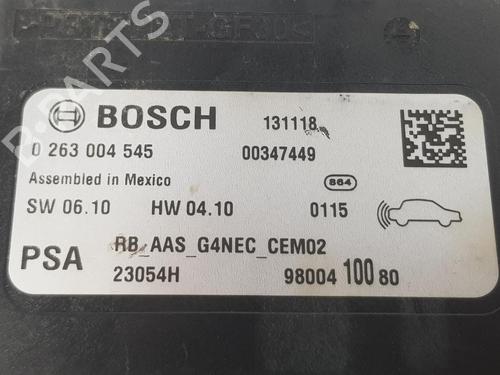 BOSCH 131118
0 263 004 545 00347449
Assembled in Mexico 864
SW 06.10 HW 04.10 0115
RB_AAS_G4NEC_CEM02
PSA 23054H 98004 100 80
B-PARTS